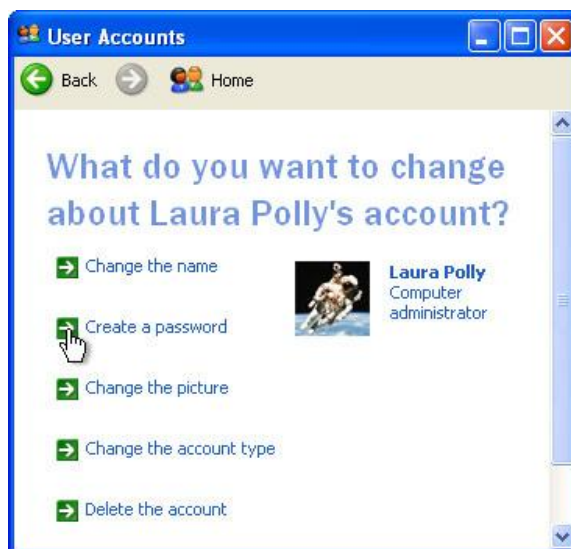 User Accounts
Back
Home
What do you want to change
about Laura Polly's account?
Change the name
Laura Polly
Computer
administrator
Create a password
Change the picture
Change the account type
Delete the account